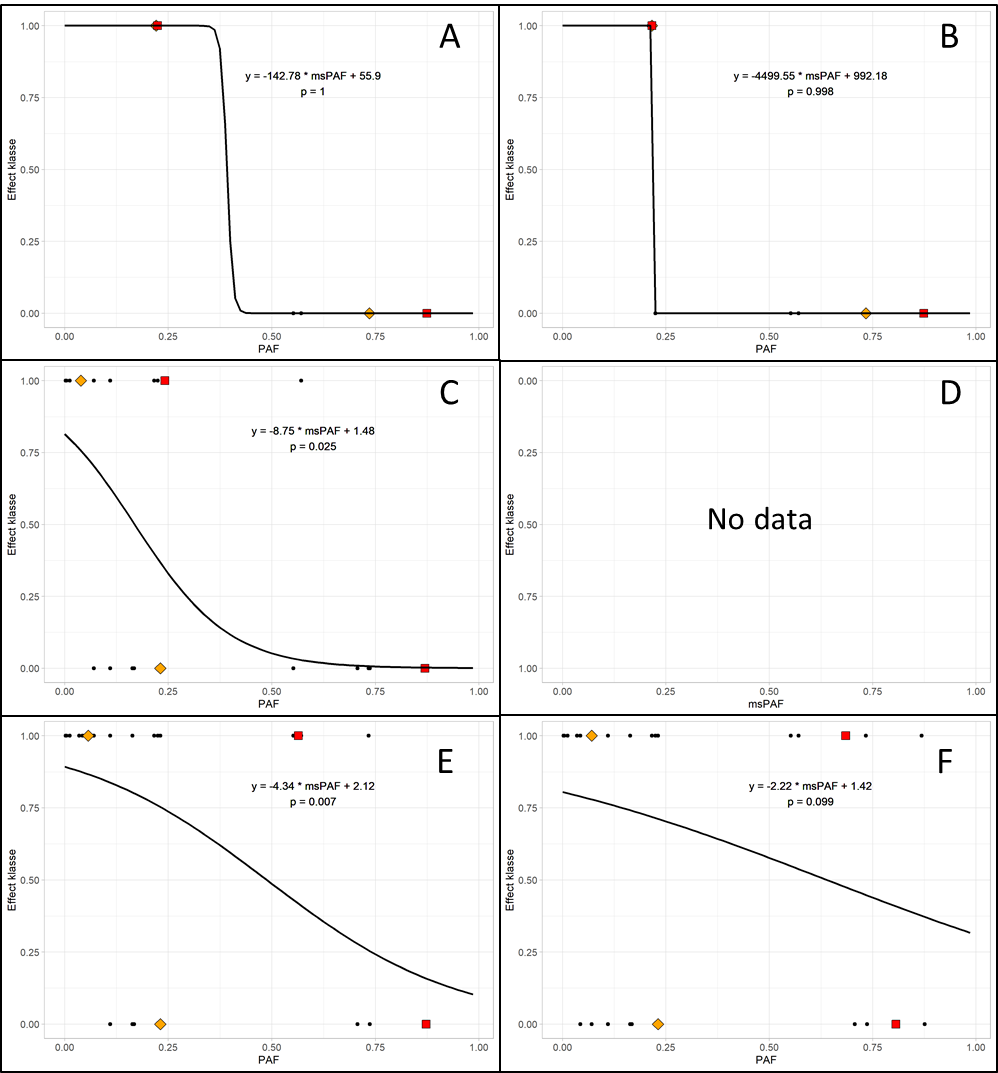 A
y = -142.78 * msPAF + 55.9
p = 1
Effect klasse
1.00
0.75
0.50
0.25
0.00
0.00 0.25 0.50 0.75 1.00
PAF
B
y = -4499.55 * msPAF + 992.18
p = 0.998
Effect klasse
1.00
0.75
0.50
0.25
0.00
0.00 0.25 0.50 0.75 1.00
PAF
C
y = -8.75 * msPAF + 1.48
p = 0.025
Effect klasse
1.00
0.75
0.50
0.25
0.00
0.00 0.25 0.50 0.75 1.00
PAF
D
No data
Effect klasse
0.00
0.25
0.50
0.75
1.00
0.00 0.25 0.50 0.75 1.00
msPAF
E
y = -4.34 * msPAF + 2.12
p = 0.007
Effect klasse
1.00
0.75
0.50
0.25
0.00
0.00 0.25 0.50 0.75 1.00
PAF
F
y = -2.22 * msPAF + 1.42
p = 0.099
Effect klasse
1.00
0.75
0.50
0.25
0.00
0.00 0.25 0.50 0.75 1.00
PAF